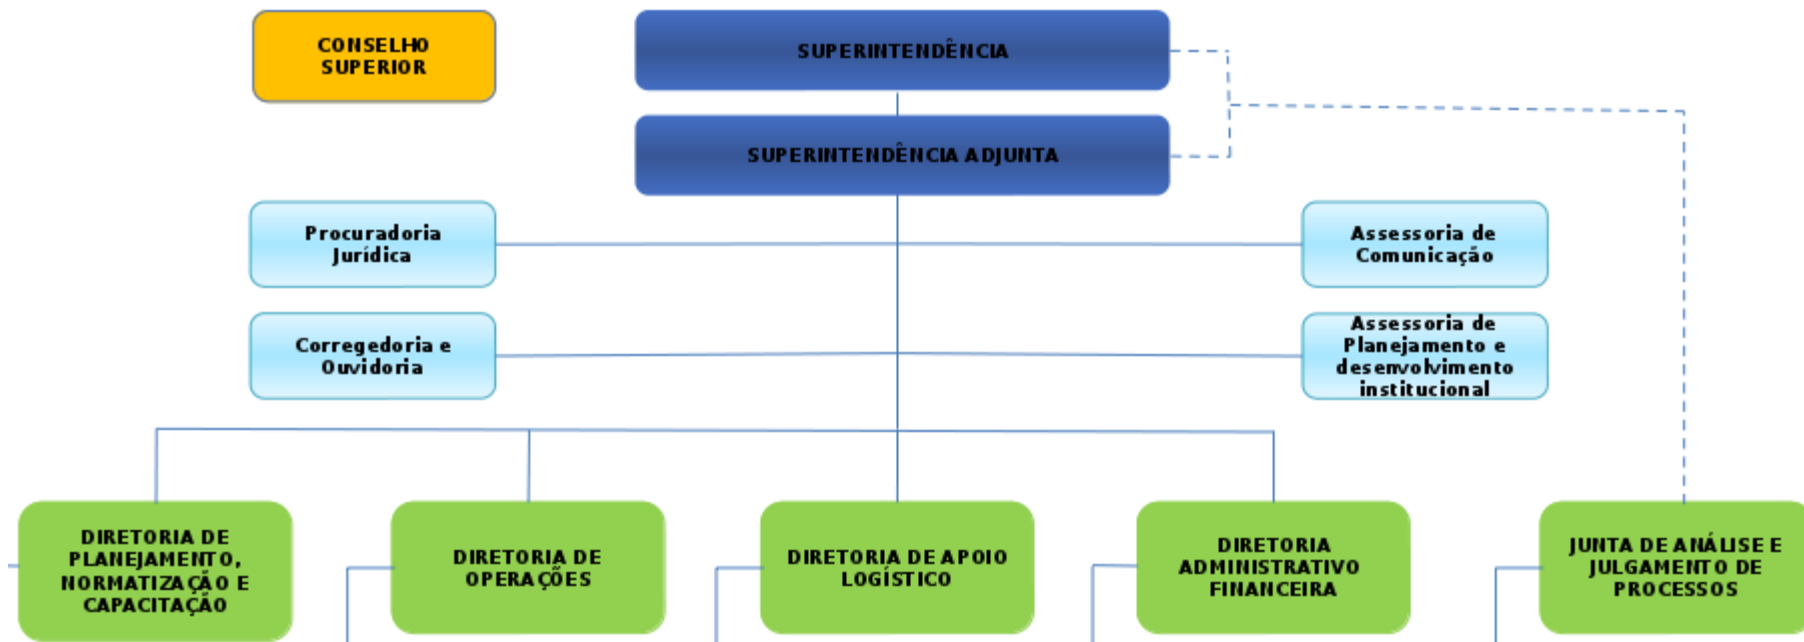 CONSELHO
SUPERIOR
SUPERINTENDÊNCIA
SUPERINTENDÊNCIA ADJUNTA
Procuradoria
Jurídica
Assessoria de
Comunicação
Corregedoria e
Ouvidoria
Assessoria de
Planejamento e
desenvolvimento
institucional
DIRETORIA DE
PLANEJAMENTO,
NORMATIZAÇÃO E
CAPACITAÇÃO
DIRETORIA DE
OPERAÇÕES
DIRETORIA DE APOIO
LOGÍSTICO
DIRETORIA
ADMINISTRATIVO
FINANCEIRA
JUNTA DE ANÁLISE E
JULGAMENTO DE
PROCESSOS